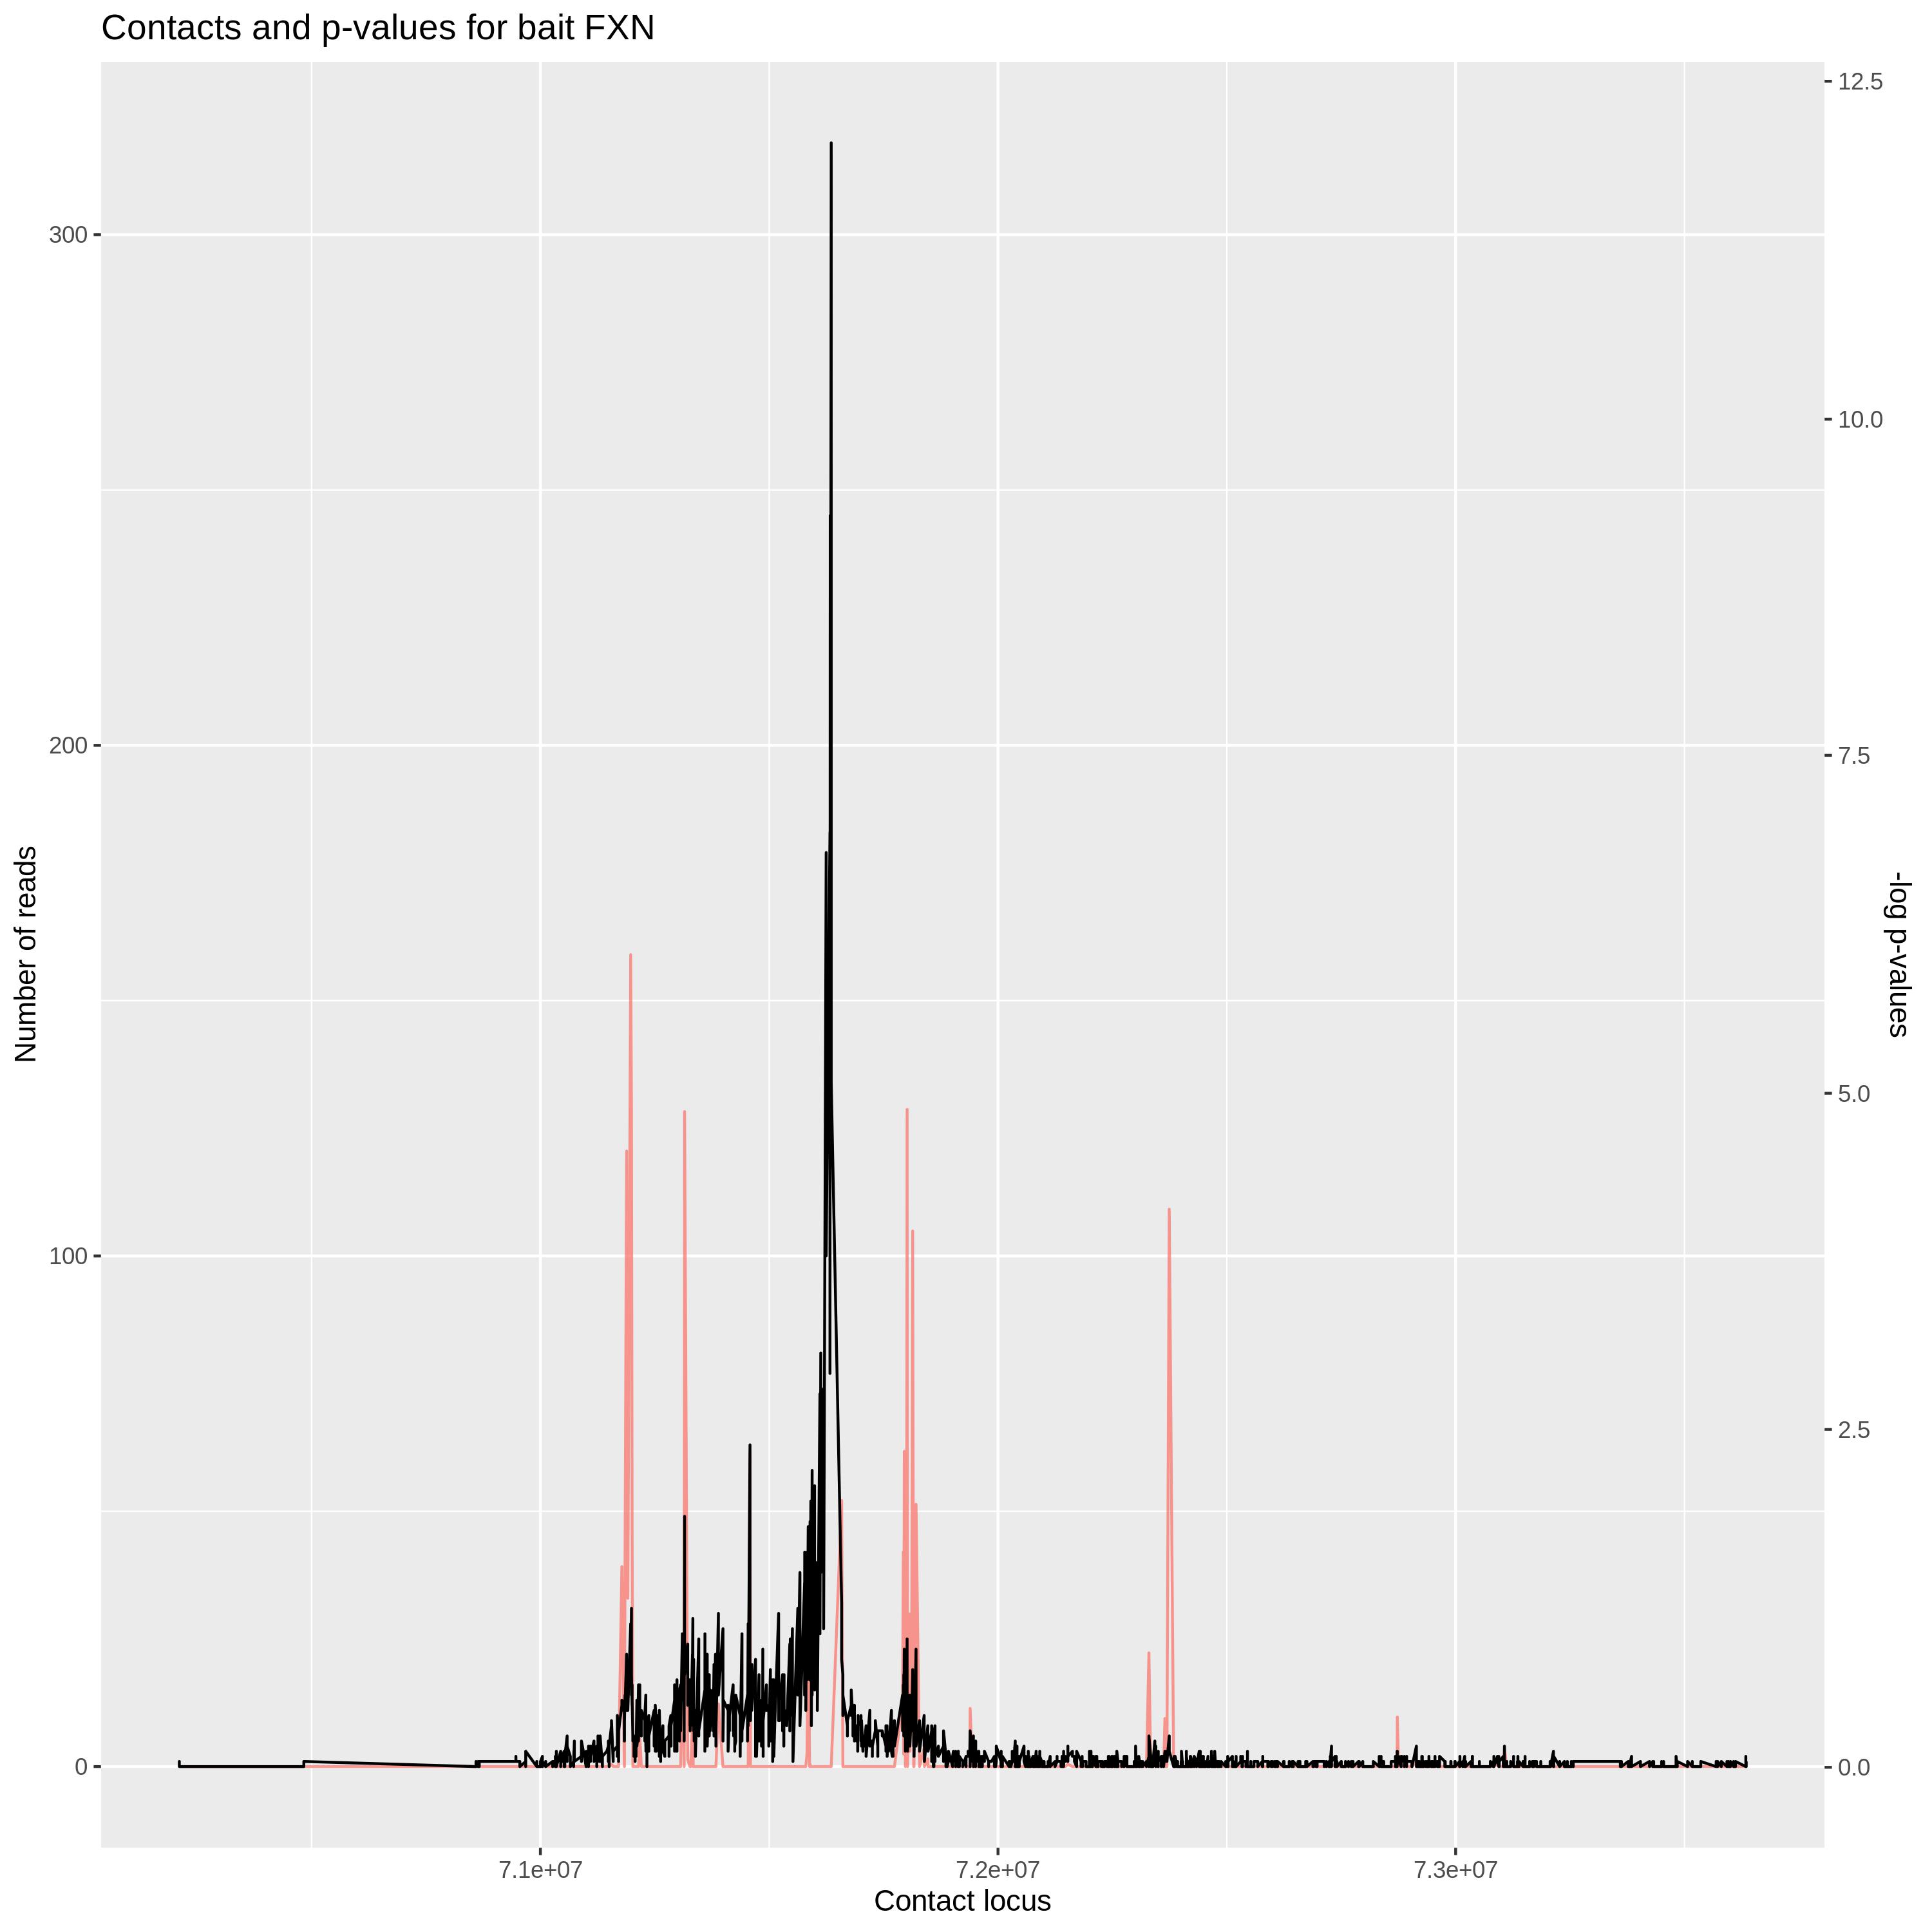 Contacts and p-values for bait FXN
12.5
300
10.0
200
7.5
Number of reads
-log p-values
5.0
100
2.5
0
0.0
7.1e+07
7.2e+07
7.3e+07
Contact locus